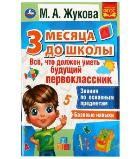 М. А. Жукова
3 МЕСЯЦА
ДО ШКОЛЫ
Всё, что должен уметь
будущий
первоклассник
Знания
по основным
предметам
Базовые навыки